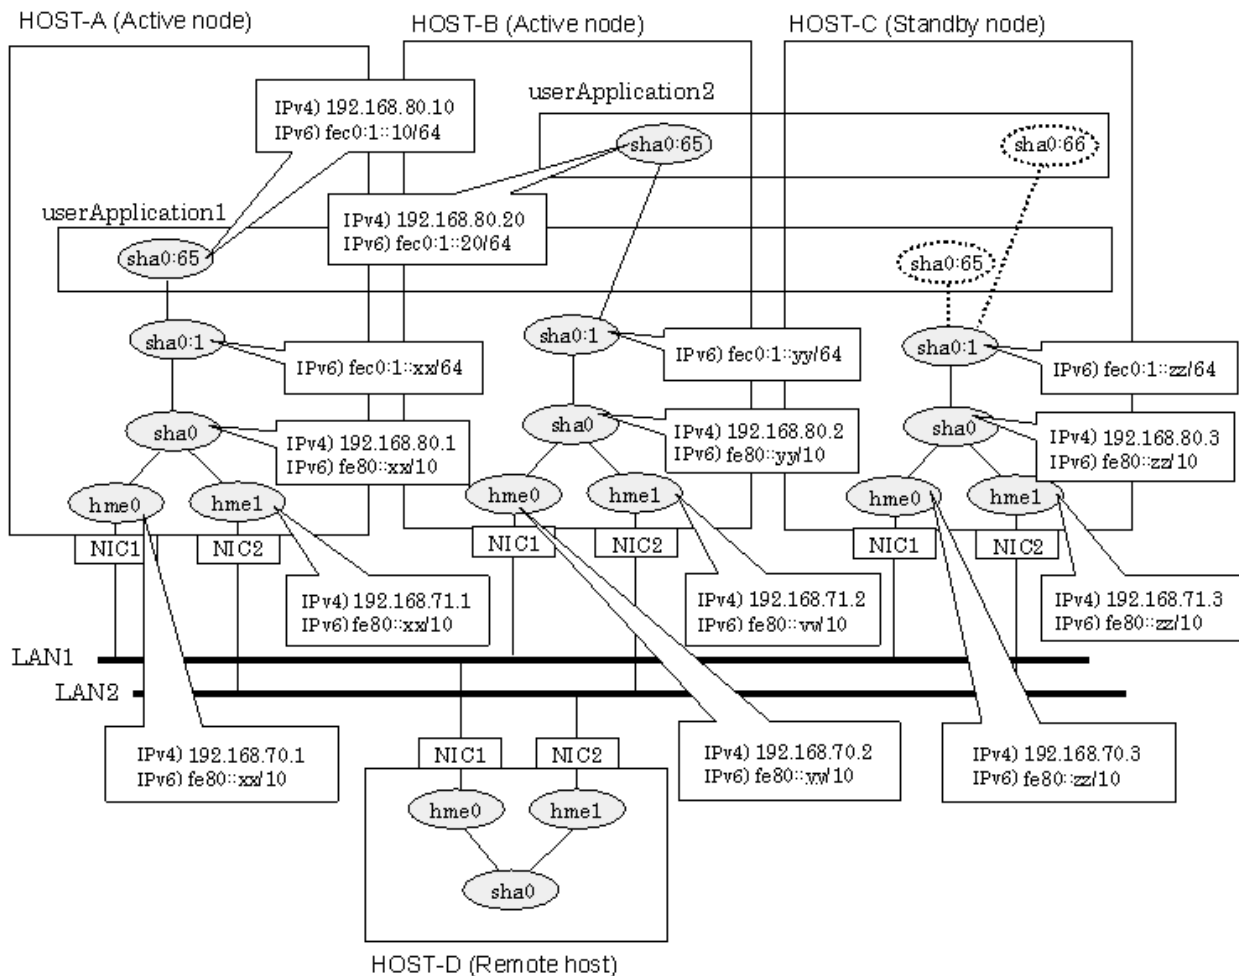 HOST-A (Active node)
HOST-B (Active node)
HOST-C (Standby node)
IPv4) 192.168.80.10
IPv6) fec0:1::10/64
userApplication2
sha0:65
sha0:66
userApplication1
IPv4) 192.168.80.20
IPv6) fec0:1::20/64
sha0:65
sha0:65
sha0:1
sha0:1
sha0:1
IPv6) fec0:1::xx/64
IPv6) fec0:1::yy/64
IPv6) fec0:1::zz/64
sha0
sha0
sha0
IPv4) 192.168.80.1
IPv6) fe80::xx/10
IPv4) 192.168.80.2
IPv6) fe80::yy/10
IPv4) 192.168.80.3
IPv6) fe80::zz/10
hme0
hme1
hme0
hme1
hme0
hme1
NIC1
NIC2
NIC1
NIC2
NIC1
NIC2
IPv4) 192.168.71.1
IPv6) fe80::xx/10
IPv4) 192.168.71.2
IPv6) fe80::yy/10
IPv4) 192.168.71.3
IPv6) fe80::zz/10
LAN1
LAN2
IPv4) 192.168.70.1
IPv6) fe80::xx/10
NIC1
NIC2
IPv4) 192.168.70.2
IPv6) fe80::yy/10
IPv4) 192.168.70.3
IPv6) fe80::zz/10
hme0
hme1
sha0
HOST-D (Remote host)